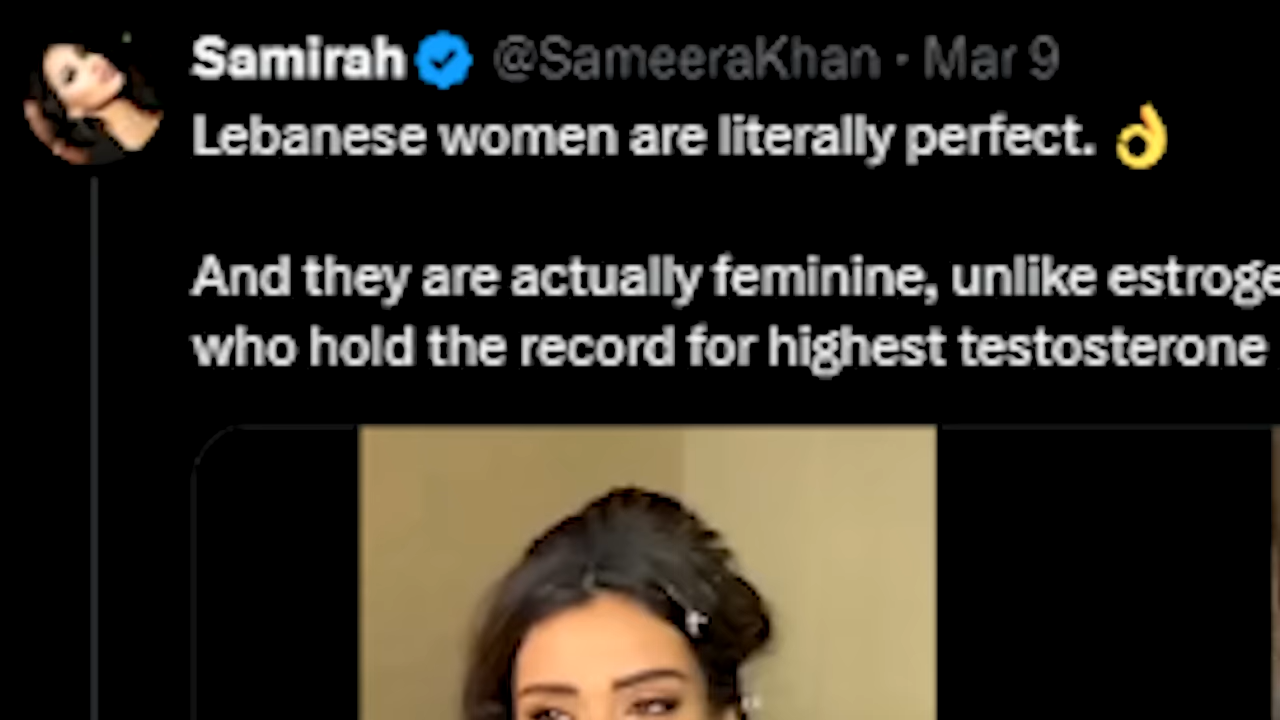 Samirah @SameeraKhan · Mar 9
Lebanese women are literally perfect. 👌
And they are actually feminine, unlike estroge
who hold the record for highest testosterone